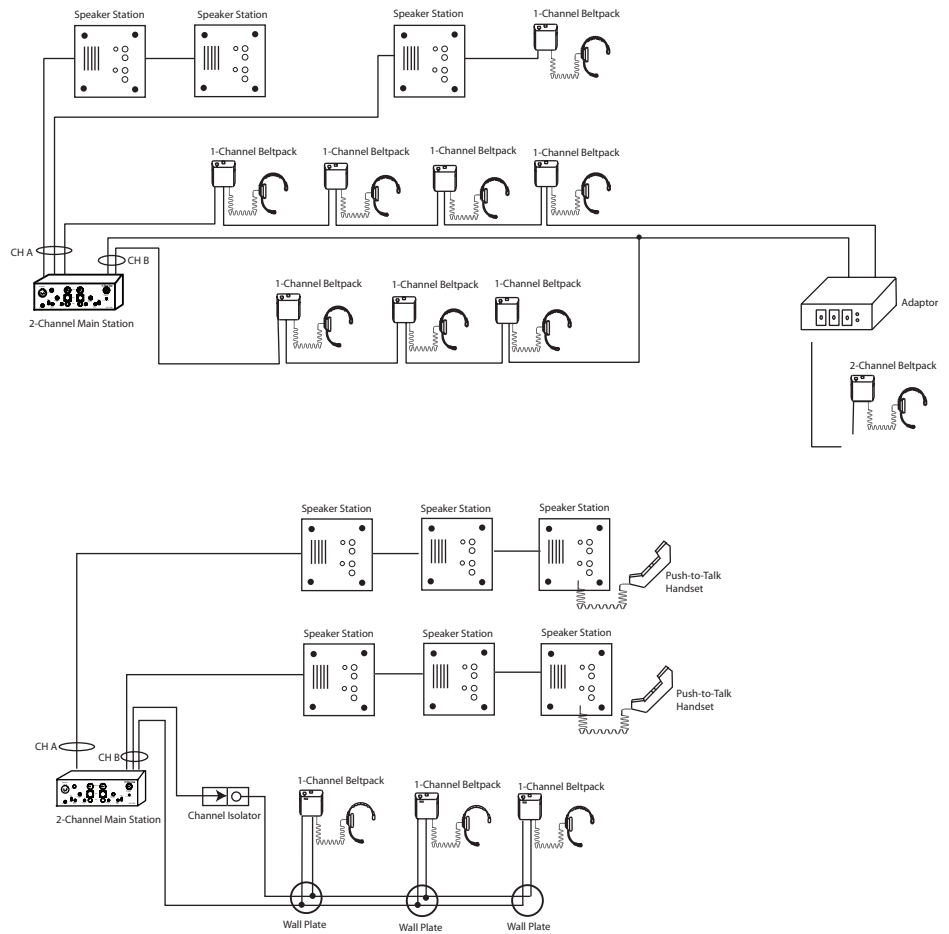 Speaker Station
Speaker Station
Speaker Station
1-Channel Beltpack
1-Channel Beltpack
1-Channel Beltpack
1-Channel Beltpack
1-Channel Beltpack
CH A
CH B
2-Channel Main Station
1-Channel Beltpack
1-Channel Beltpack
1-Channel Beltpack
Adaptor
2-Channel Beltpack
Speaker Station
Speaker Station
Speaker Station
Push-to-Talk
Handset
Speaker Station
Speaker Station
Speaker Station
Push-to-Talk
Handset
CH A
CH B
2-Channel Main Station
Channel Isolator
1-Channel Beltpack
1-Channel Beltpack
1-Channel Beltpack
Wall Plate
Wall Plate
Wall Plate